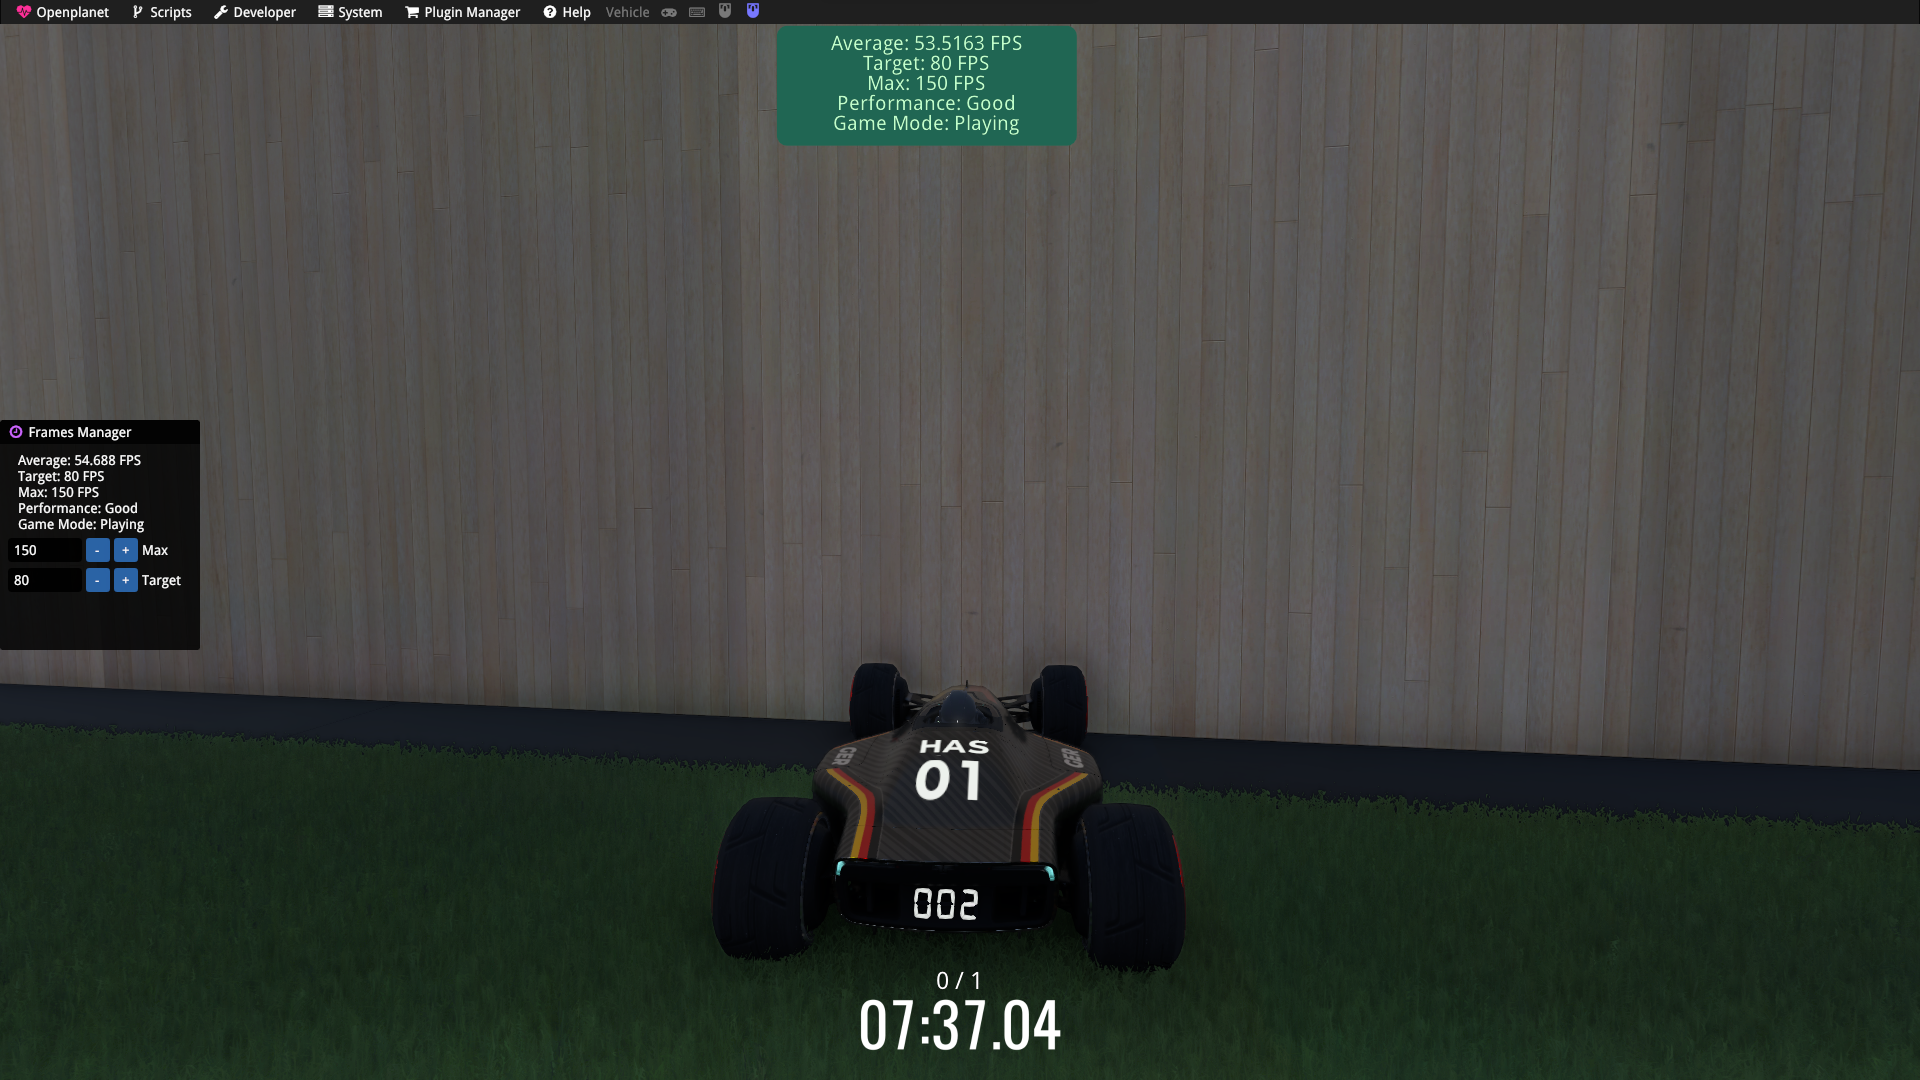 Openplanet Scripts Developer System Plugin Manager Help Vehicle
Average: 53.5163 FPS
Target: 80 FPS
Max: 150 FPS
Performance: Good
Game Mode: Playing
Frames Manager
Average: 54.688 FPS
Target: 80 FPS
Max: 150 FPS
Performance: Good
Game Mode: Playing
150 - + Max
80 - + Target
HAS
GER GER
01
002
0 / 1
07:37.04